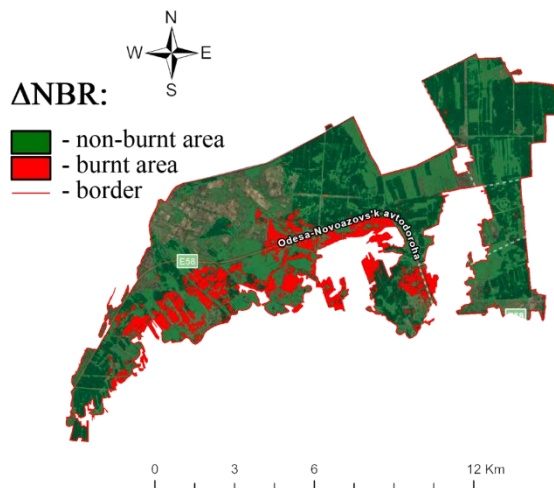 N
W E
S
ΔNBR:
- non-burnt area
- burnt area
- border
Odesa-Novoazovs'k avtodoroha
E58
0 3 6 12 Km